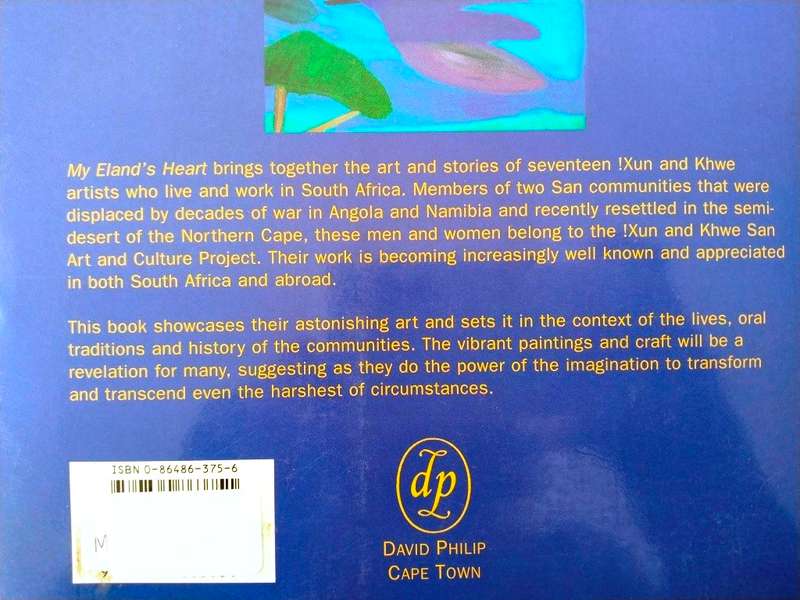 My Eland's Heart brings together the art and stories of seventeen !Xun and Khwe
artists who live and work in South Africa. Members of two San communities that were
displaced by decades of war in Angola and Namibia and recently resettled in the semi-
desert of the Northern Cape, these men and women belong to the !Xun and Khwe San
Art and Culture Project. Their work is becoming increasingly well known and appreciated
in both South Africa and abroad.
This book showcases their astonishing art and sets it in the context of the lives, oral
traditions and history of the communities. The vibrant paintings and craft will be a
revelation for many, suggesting as they do the power of the imagination to transform
and transcend even the harshest of circumstances.
ISBN 0-86486-375-6
M
dp
DAVID PHILIP
CAPE TOWN